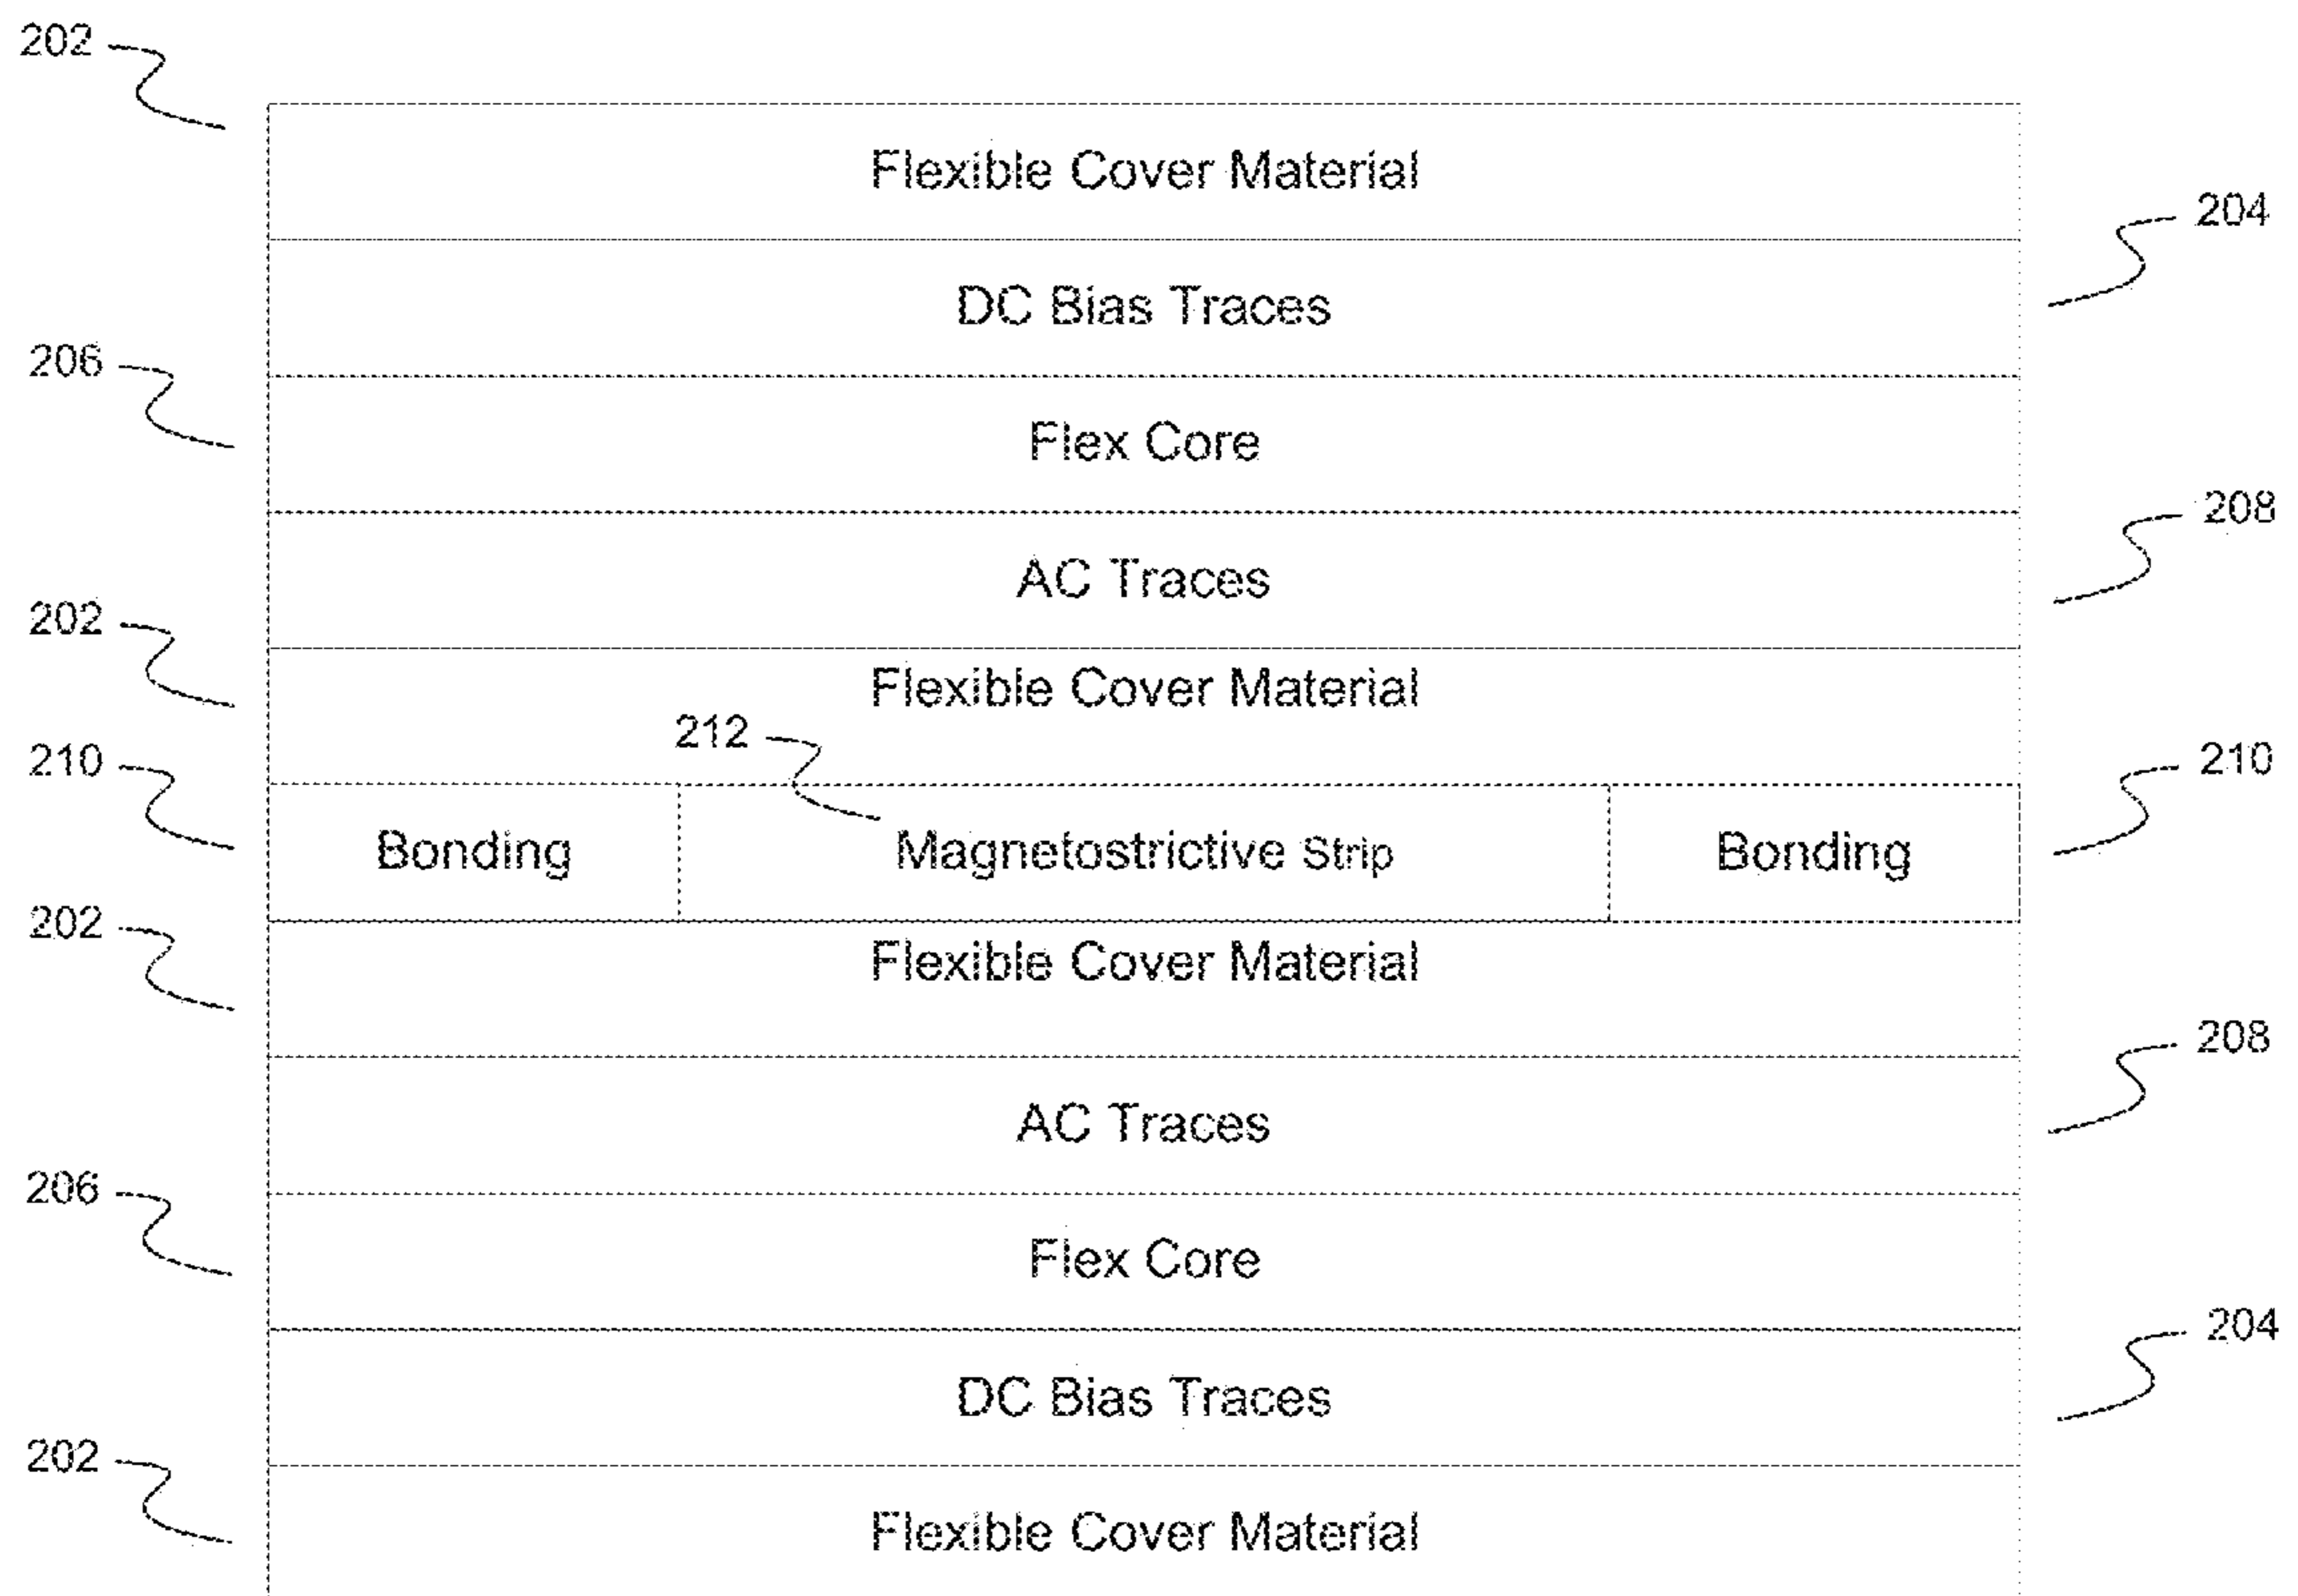 202
Flexible Cover Material
204
DC Bias Traces
206
Flex Core
208
AC Traces
202
Flexible Cover Material
212
210
210
Bonding
Magnetostrictive Strip
Bonding
202
Flexible Cover Material
208
AC Traces
206
Flex Core
204
DC Bias Traces
202
Flexible Cover Material